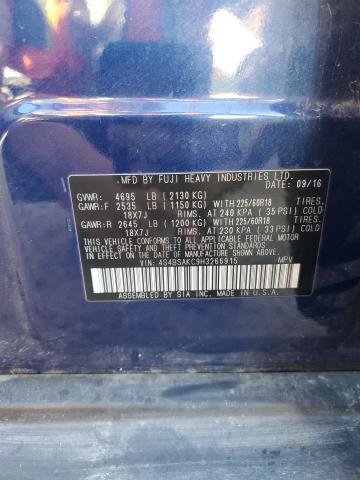 MFD BY FUJI HEAVY INDUSTRIES LTD.
DATE 09/16
GVWR: 4695 LB (2130 KG)
GAWR:F 2535 LB (1150 KG) WITH 225/60R18 TIRES.
18X7J RIMS. AT 240 KPA (35 PSI) COLD
GAWR:R 2645 LB (1200 KG) WITH 225/60R18 TIRES.
18X7J RIMS. AT 230 KPA (33 PSI) COLD
THIS VEHICLE CONFORMS TO ALL APPLICABLE FEDERAL MOTOR
VEHICLE SAFETY AND THEFT PREVENTION STANDARDS IN
EFFECT ON THE DATE OF MANUFACTURE SHOWN ABOVE.
VIN: 4S4BSAKC9H3266915 MPV
ASSEMBLED BY SIA INC. MADE IN U.S.A.